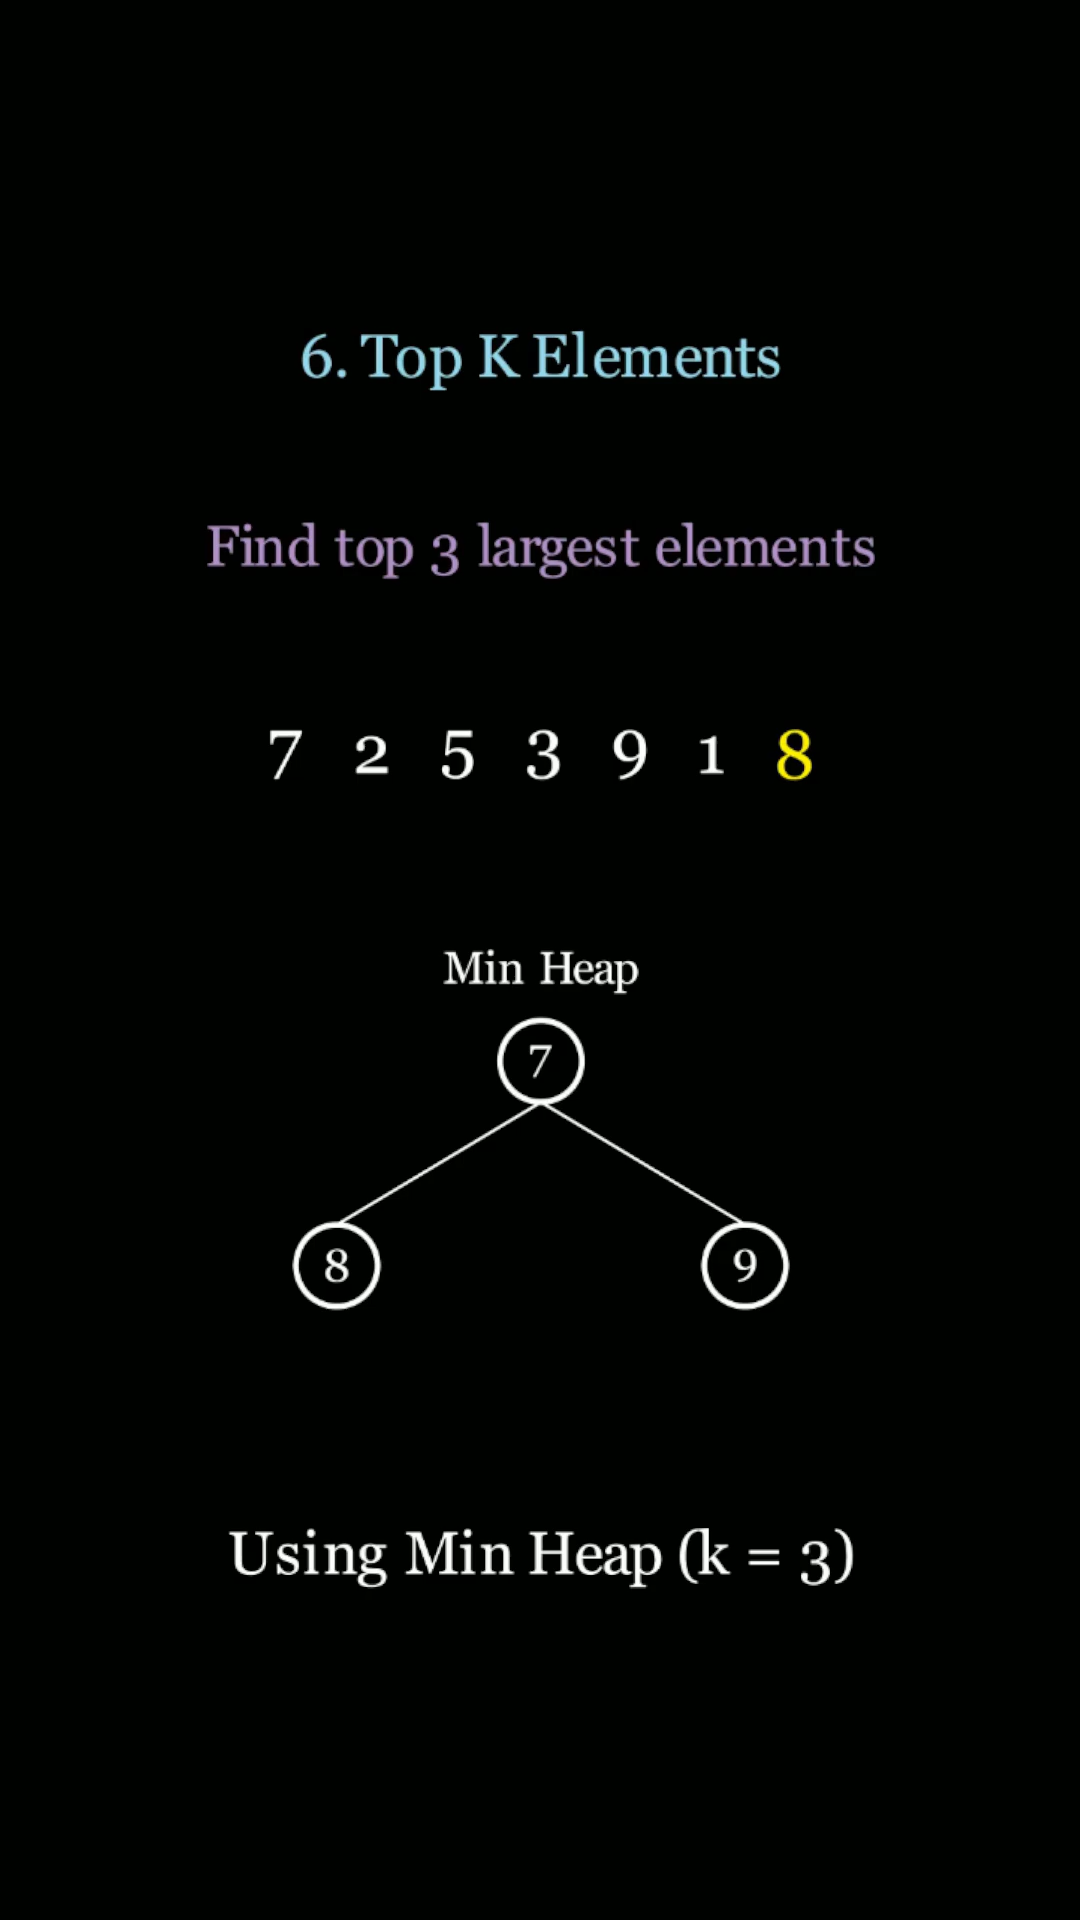 6. Top K Elements
Find top 3 largest elements
7 2 5 3 9 1 8
Min Heap
7
8 9
Using Min Heap (k = 3)